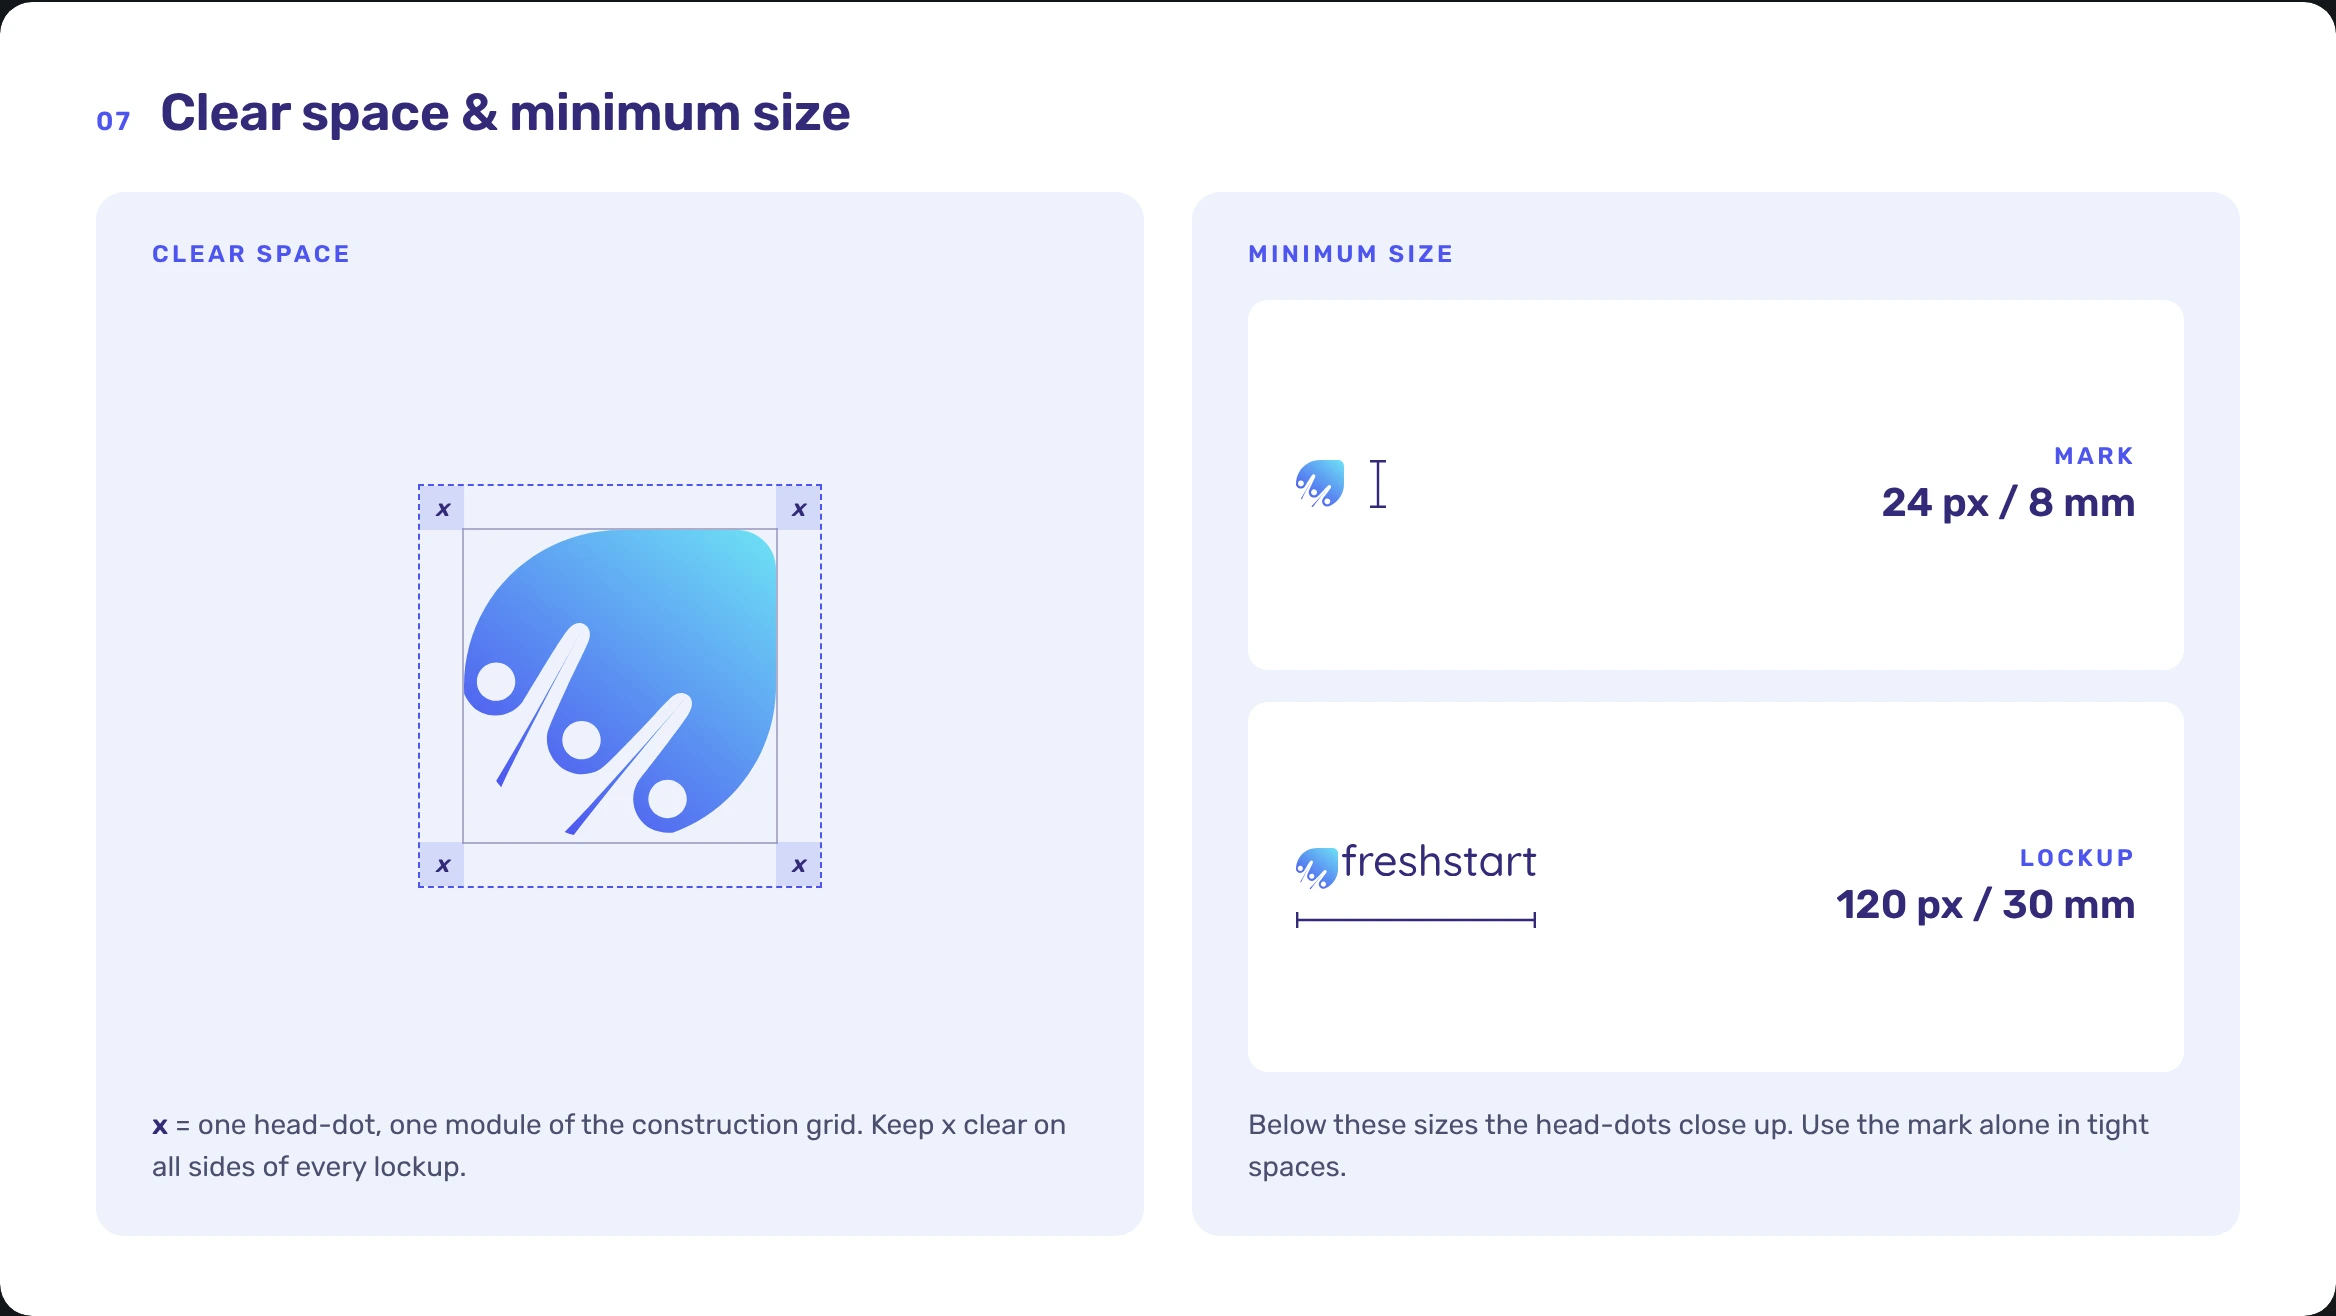 07 Clear space & minimum size
CLEAR SPACE
x x
x x
x = one head-dot, one module of the construction grid. Keep x clear on
all sides of every lockup.
MINIMUM SIZE
MARK
24 px / 8 mm
freshstart
LOCKUP
120 px / 30 mm
Below these sizes the head-dots close up. Use the mark alone in tight
spaces.